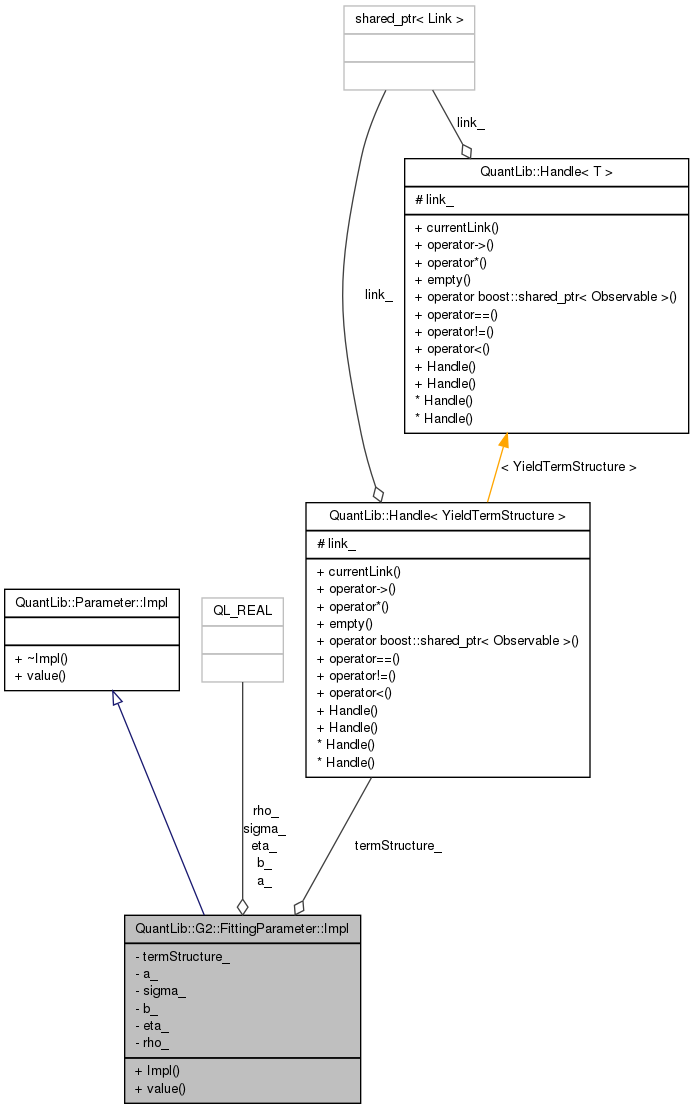 shared_ptr< Link >
link_
QuantLib::Handle< T >
# link_
+ currentLink()
+ operator->()
+ operator*()
+ empty()
+ operator boost::shared_ptr< Observable >()
+ operator==()
+ operator!=()
+ operator<()
+ Handle()
+ Handle()
* Handle()
* Handle()
link_
< YieldTermStructure >
QuantLib::Handle< YieldTermStructure >
# link_
+ currentLink()
+ operator->()
+ operator*()
+ empty()
+ operator boost::shared_ptr< Observable >()
+ operator==()
+ operator!=()
+ operator<()
+ Handle()
+ Handle()
* Handle()
* Handle()
QuantLib::Parameter::Impl
+ ~Impl()
+ value()
QL_REAL
rho_
sigma_
eta_
b_
a_
termStructure_
QuantLib::G2::FittingParameter::Impl
- termStructure_
- a_
- sigma_
- b_
- eta_
- rho_
+ Impl()
+ value()